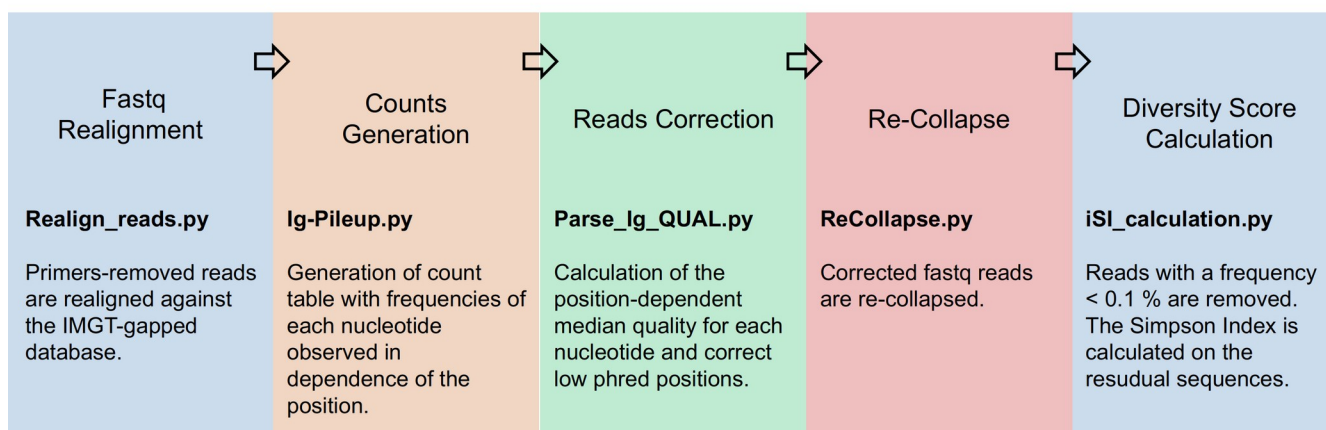 Fastq
Realignment
Realign_reads.py
Primers-removed reads
are realigned against
the IMGT-gapped
database.
Counts
Generation
Ig-Pileup.py
Generation of count
table with frequencies of
each nucleotide
observed in
dependence of the
position.
Reads Correction
Parse_Ig_QUAL.py
Calculation of the
position-dependent
median quality for each
nucleotide and correct
low phred positions.
Re-Collapse
ReCollapse.py
Corrected fastq reads
are re-collapsed.
Diversity Score
Calculation
iSI_calculation.py
Reads with a frequency
< 0.1 % are removed.
The Simpson Index is
calculated on the
resudual sequences.